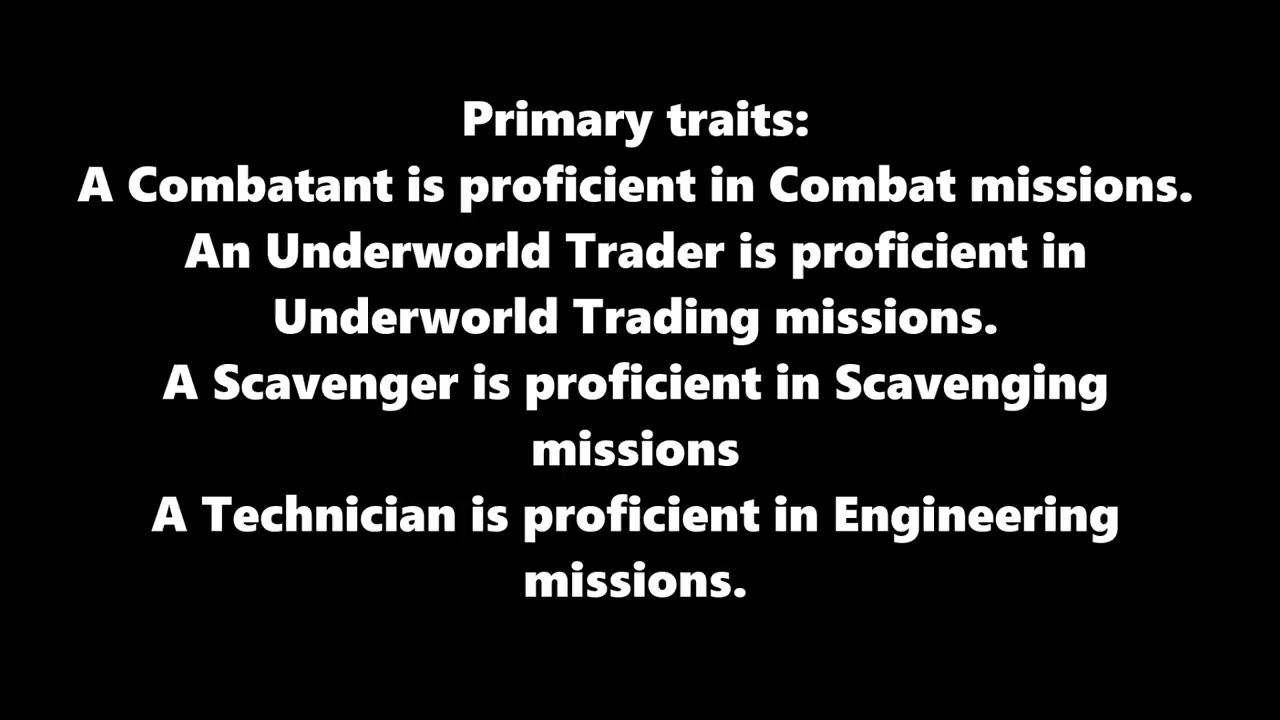 Primary traits:
A Combatant is proficient in Combat missions.
An Underworld Trader is proficient in
Underworld Trading missions.
A Scavenger is proficient in Scavenging
missions
A Technician is proficient in Engineering
missions.